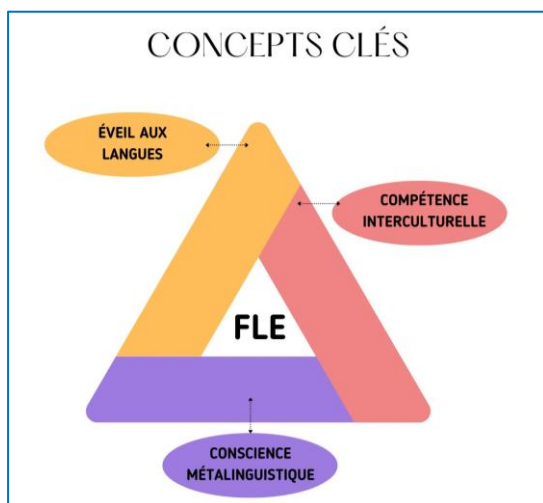 CONCEPTS CLÉS
ÉVEIL AUX
LANGUES
COMPÉTENCE
INTERCULTURELLE
FLE
CONSCIENCE
MÉTALINGUISTIQUE